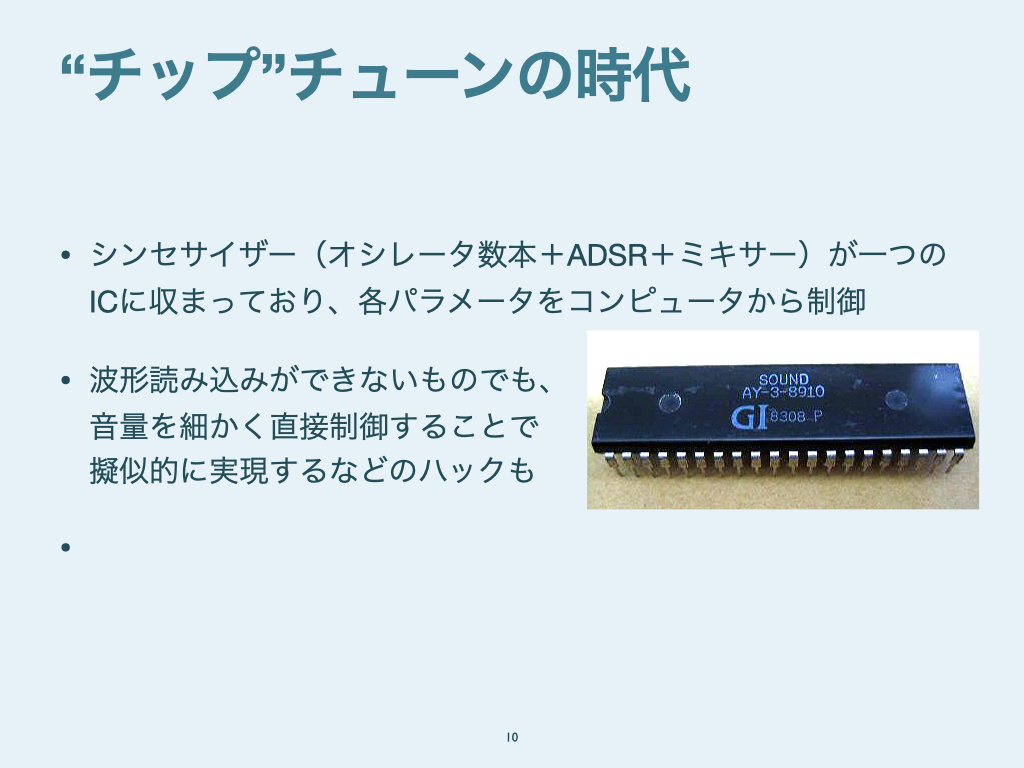 “チップ”チューンの時代
• シンセサイザー（オシレータ数本＋ADSR＋ミキサー）が一つの
ICに収まっており、各パラメータをコンピュータから制御
• 波形読み込みができないものでも、
音量を細かく直接制御することで
擬似的に実現するなどのハックも
•
SOUND
AY-3-8910
GI 8308 P
10